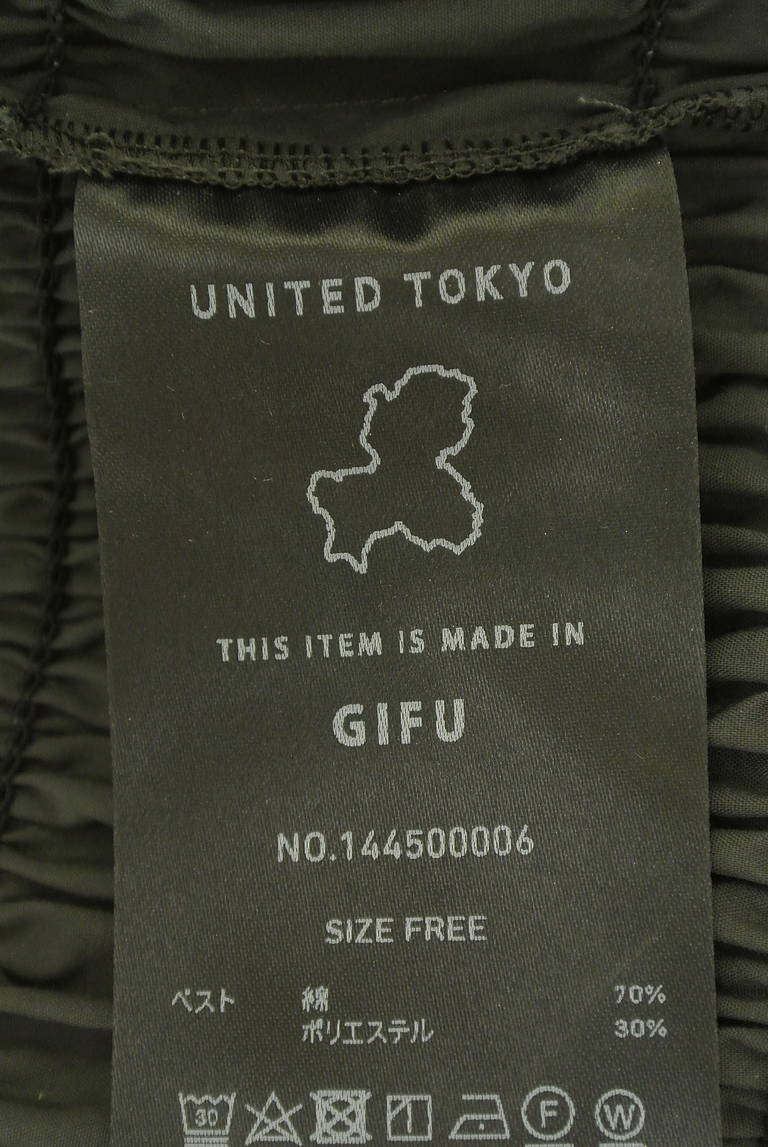 UNITED TOKYO
THIS ITEM IS MADE IN
GIFU
NO.144500006
SIZE FREE
ベスト 綿 70%
ポリエステル 30%
30 F W